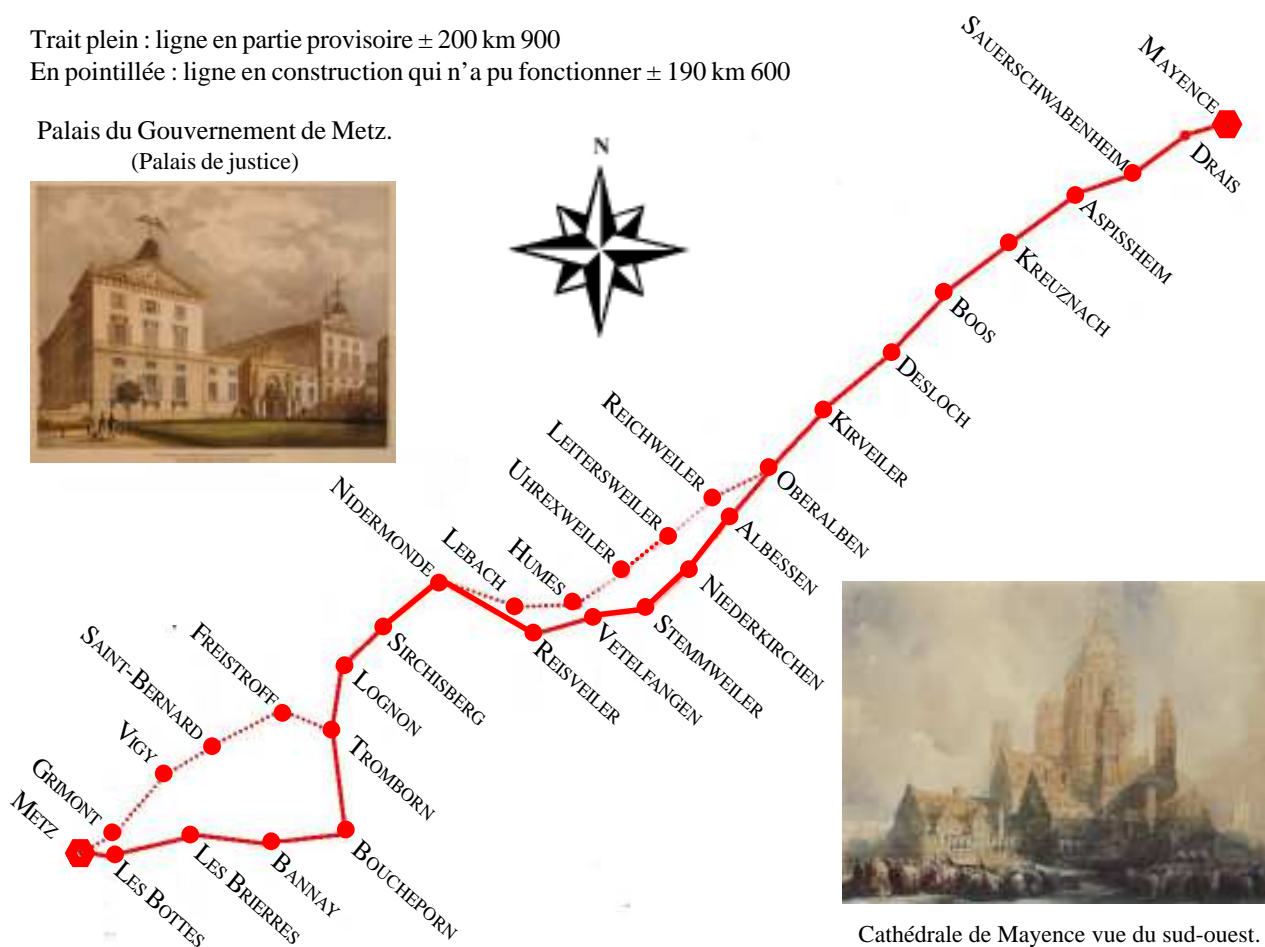 Trait plein : ligne en partie provisoire ± 200 km 900
En pointillée : ligne en construction qui n'a pu fonctionner ± 190 km 600
Palais du Gouvernement de Metz.
(Palais de justice)
N
MAYENCE
SAUERSCHWABENHEIM
DRAIS
ASPISSHEIM
KREUZNACH
BOOS
DESLOCH
KIRVEILER
REICHWEILER
OBERALBEN
LEITERSWEILER
ALBESSEN
UHREXWEILER
NIEDERKIRCHEN
HUMES
STEMMWEILER
LEBACH
VETELFANGEN
NIDERMONDE
REISVEILER
SIRCHISBERG
LOGNON
FREISTROFF
TROMBORN
SAINT-BERNARD
VIGY
GRIMONT
METZ
LES BOTTES
LES BRIERRES
BANNAY
BOUCHEPORN
Cathédrale de Mayence vue du sud-ouest.